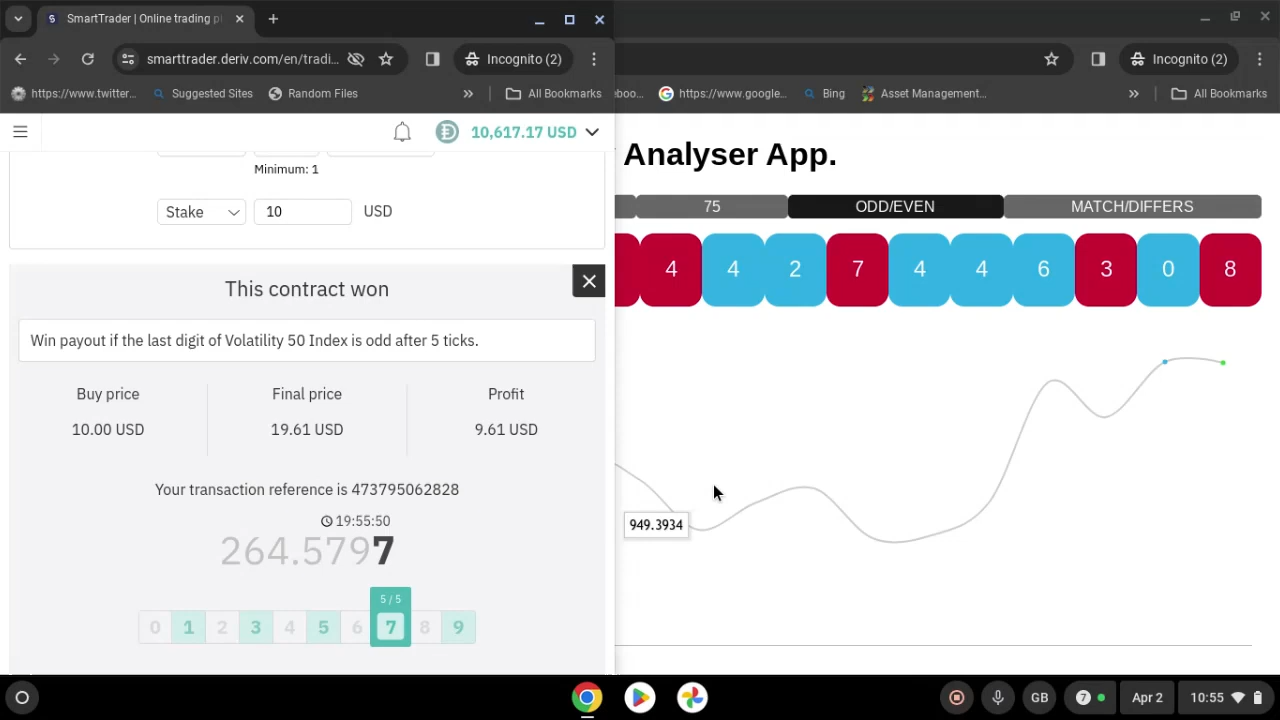 SmartTrader | Online trading pl
smarttrader.deriv.com/en/tradi...
Incognito (2)
Incognito (2)
https://www.twitter...
Suggested Sites
Random Files
»
All Bookmarks
eboo...
https://www.google...
Bing
Asset Management...
»
All Bookmarks
10,617.17 USD
Minimum: 1
Stake
10
USD
This contract won
Win payout if the last digit of Volatility 50 Index is odd after 5 ticks.
Buy price
Final price
Profit
10.00 USD
19.61 USD
9.61 USD
Your transaction reference is 473795062828
19:55:50
264.5797
5 / 5
0 1 2 3 4 5 6 7 8 9
Analyser App.
75
ODD/EVEN
MATCH/DIFFERS
4 4 2 7 4 4 6 3 0 8
949.3934
GB
7
Apr 2
10:55